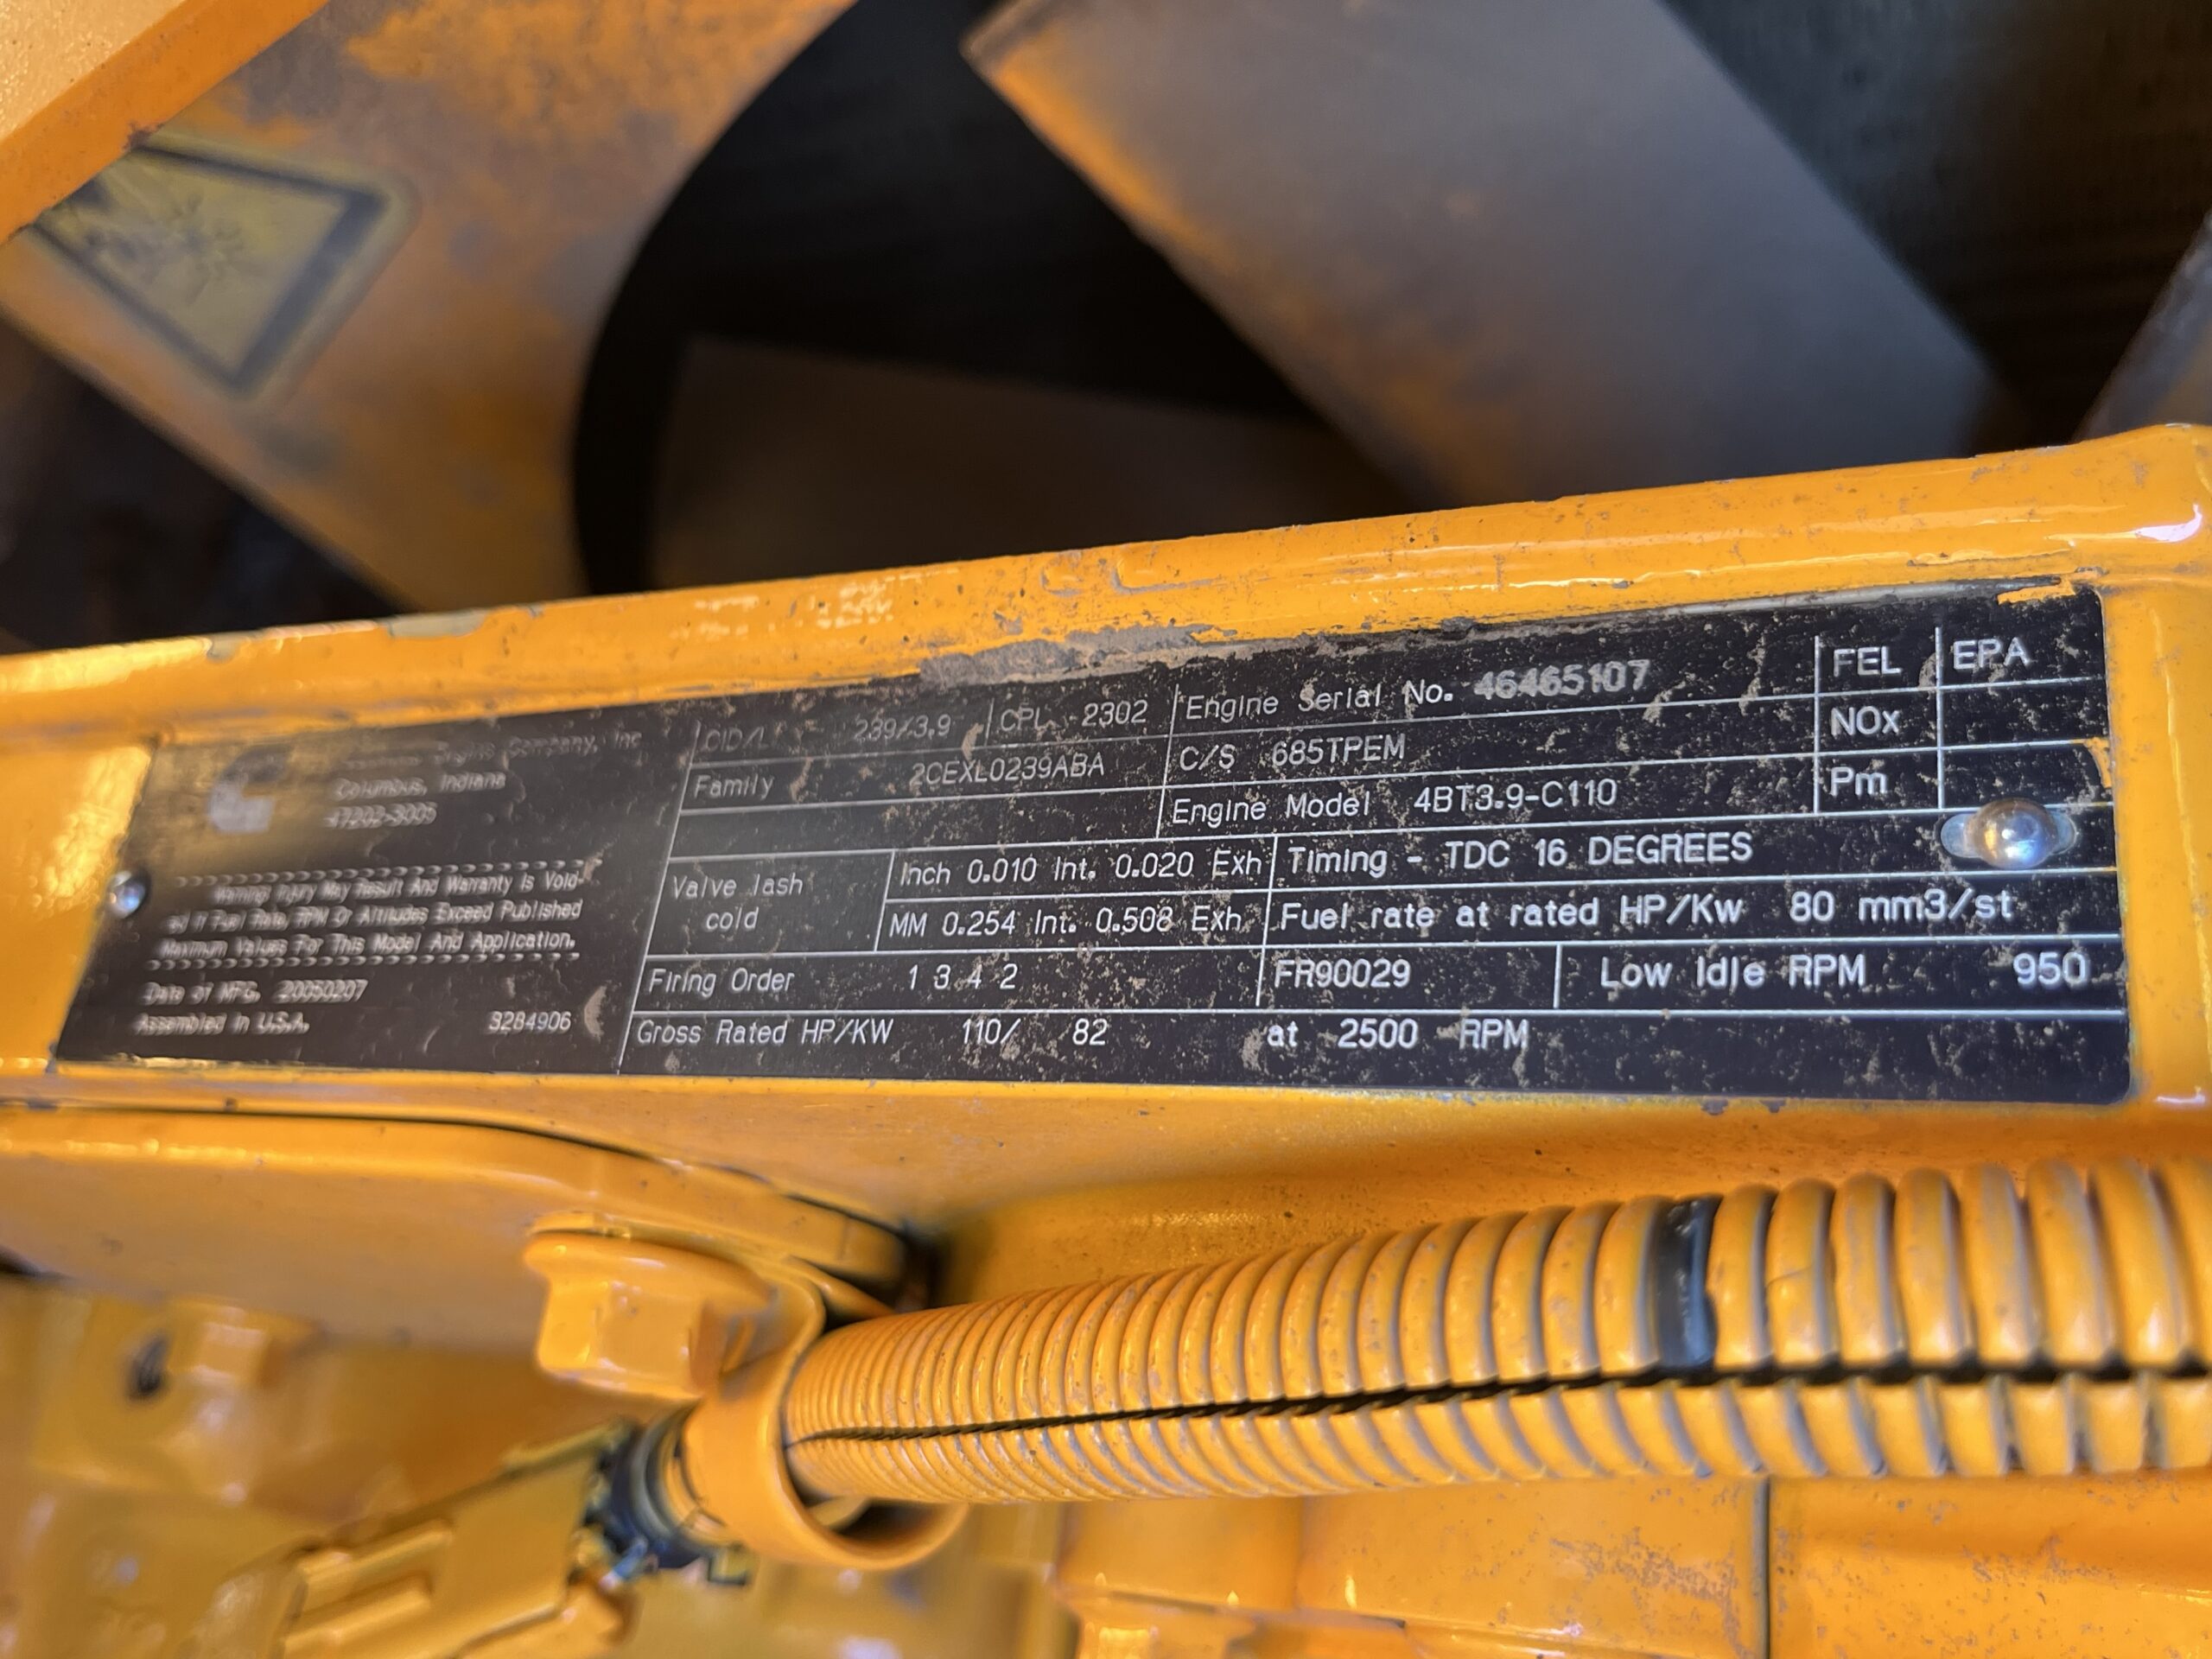 Engine Company, Inc
Columbus, Indiana
47202-3005
Warning: Injury May Result And Warranty Is Void-
ed If Fuel Rate, RPM Or Altitudes Exceed Published
Maximum Values For This Model And Application.
Date of MFG. 20050207
Assembled in U.S.A.
3284906
CID/L 239/3.9 CPL 2302 Engine Serial No. 46465107 FEL EPA
Family 2CEXL0239ABA C/S 685TPEM NOx
Engine Model 4BT3.9-C110 Pm
Valve lash cold
Inch 0.010 Int. 0.020 Exh Timing - TDC 16 DEGREES
MM 0.254 Int. 0.508 Exh Fuel rate at rated HP/Kw 80 mm3/st
Firing Order 1 3 4 2 FR90029 Low Idle RPM 950
Gross Rated HP/KW 110/ 82 at 2500 RPM